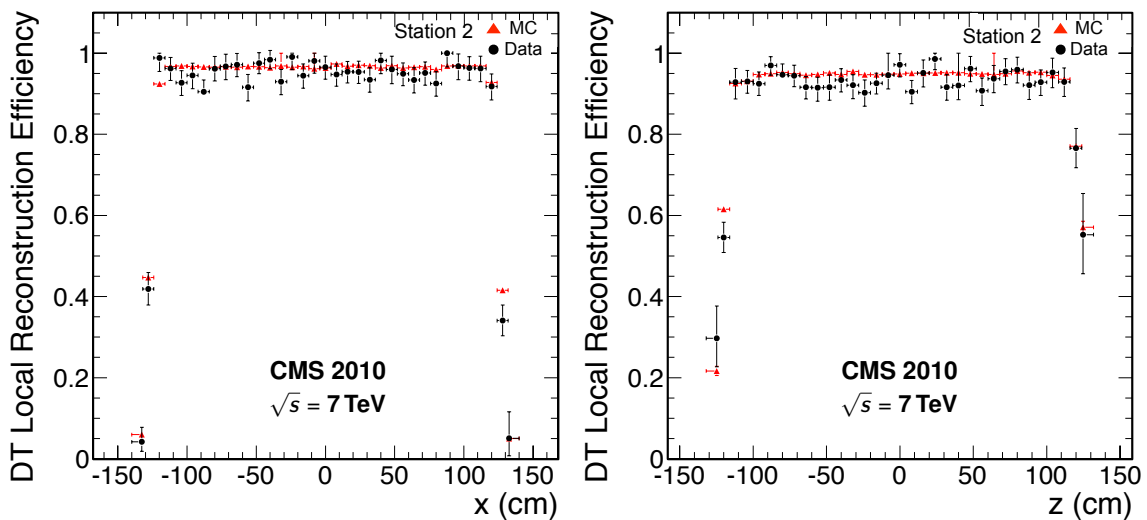 DT Local Reconstruction Efficiency
Station 2
MC
Data
1
0.8
0.6
0.4
0.2
0
CMS 2010
√s = 7 TeV
-150 -100 -50 0 50 100 150
x (cm)
DT Local Reconstruction Efficiency
Station 2
MC
Data
1
0.8
0.6
0.4
0.2
0
CMS 2010
√s = 7 TeV
-150 -100 -50 0 50 100 150
z (cm)